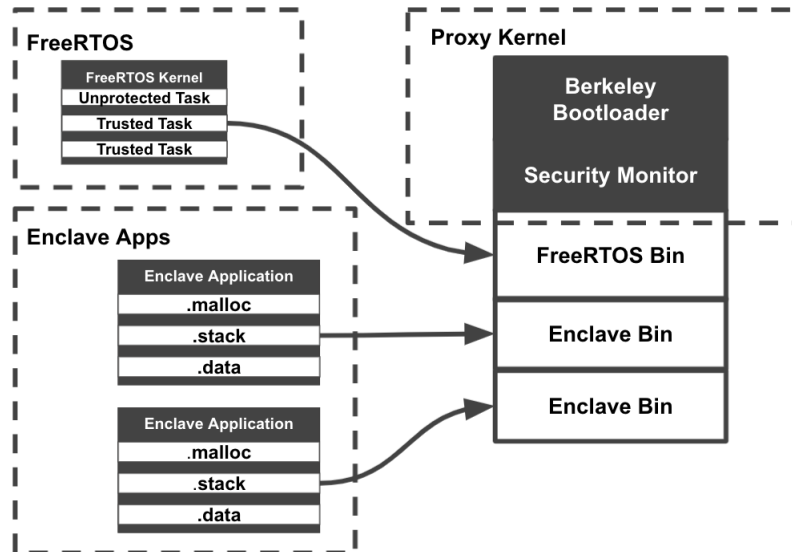 FreeRTOS
FreeRTOS Kernel
Unprotected Task
Trusted Task
Trusted Task
Enclave Apps
Enclave Application
.malloc
.stack
.data
Enclave Application
.malloc
.stack
.data
Proxy Kernel
Berkeley
Bootloader
Security Monitor
FreeRTOS Bin
Enclave Bin
Enclave Bin